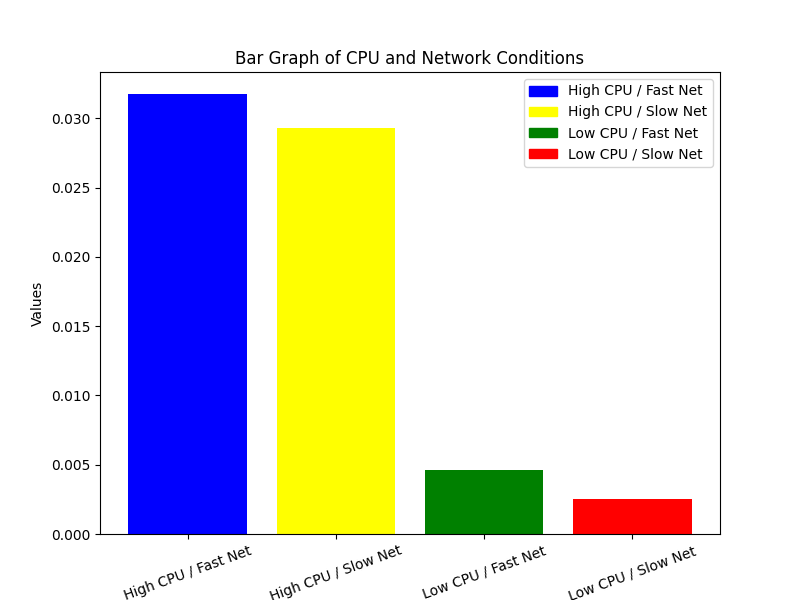 Bar Graph of CPU and Network Conditions
High CPU / Fast Net
High CPU / Slow Net
Low CPU / Fast Net
Low CPU / Slow Net
Values
0.030
0.025
0.020
0.015
0.010
0.005
0.000
High CPU / Fast Net
High CPU / Slow Net
Low CPU / Fast Net
Low CPU / Slow Net